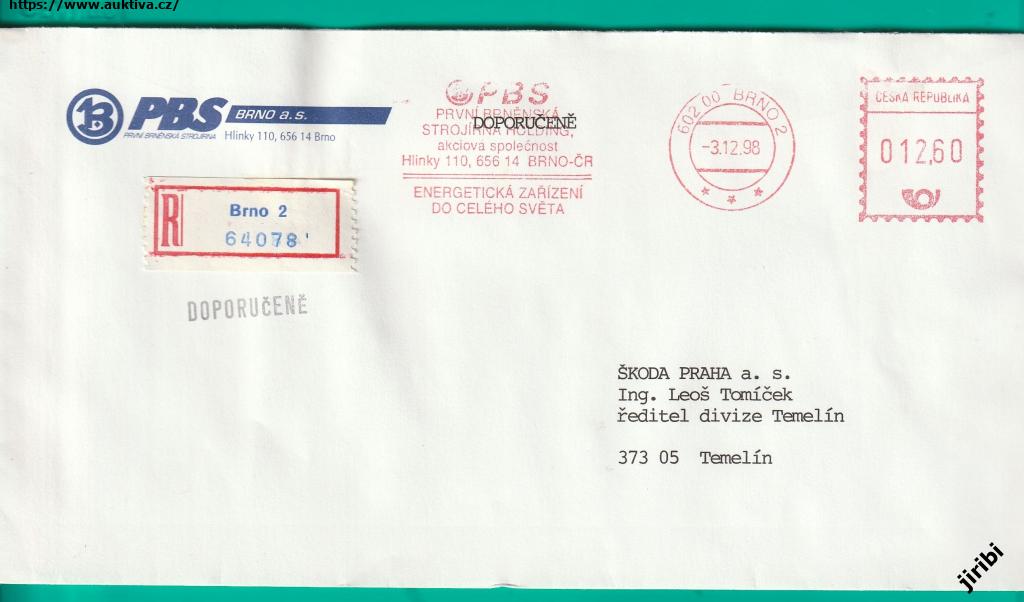 https://www.auktiva.cz/
PBS BRNO a.s.
PRVNÍ BRNĚNSKÁ STROJÍRNA
Hlinky 110, 656 14 Brno
R
Brno 2
64078
DOPORUČENĚ
PBS
PRVNÍ BRNĚNSKÁ
DOPORUČENĚ
STROJÍRNA HOLDING,
akciova společnost
Hlinky 110, 656 14 BRNO-ČR
ENERGETICKÁ ZAŘÍZENÍ
DO CELÉHO SVĚTA
602 00 BRNO 2
-3.12.98
ČESKÁ REPUBLIKA
012,60
ŠKODA PRAHA a. s.
Ing. Leoš Tomíček
ředitel divize Temelín
373 05 Temelín
jiribi